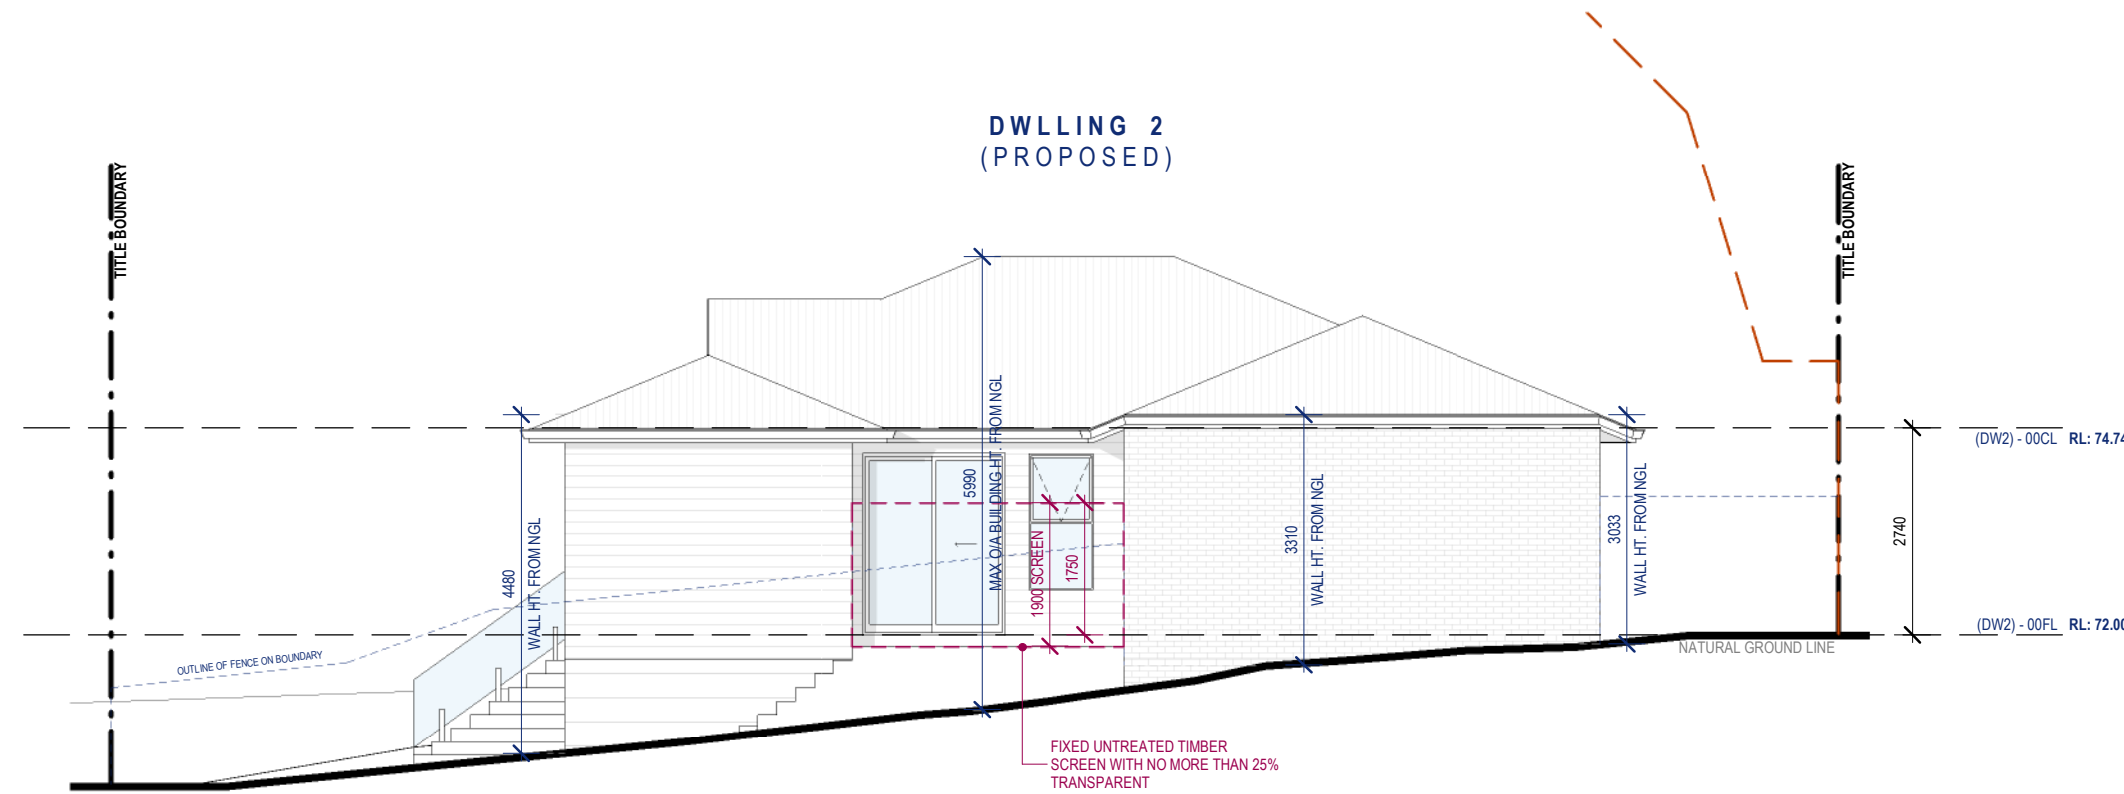 DWLLING 2
(PROPOSED)
TITLE BOUNDARY
TITLE BOUNDARY
5990
MAX O/A BUILDING HT. FROM NGL
4480
WALL HT. FROM NGL
1900 SCREEN
1750
3310
WALL HT. FROM NGL
3033
WALL HT. FROM NGL
2740
(DW2) - 00CL RL: 74.74
(DW2) - 00FL RL: 72.00
NATURAL GROUND LINE
OUTLINE OF FENCE ON BOUNDARY
FIXED UNTREATED TIMBER
SCREEN WITH NO MORE THAN 25%
TRANSPARENT